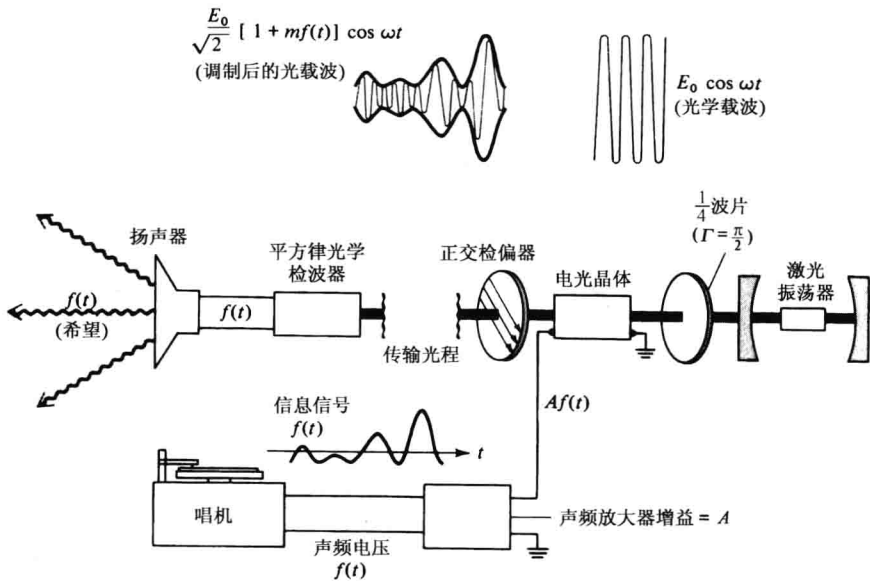 E₀/√2 [ 1 + mf(t)] cos ωt
(调制后的光载波)
E₀ cos ωt
(光学载波)
1/4 波片
(Γ = π/2)
扬声器
平方律光学
检波器
正交检偏器
电光晶体
激光
振荡器
f(t)
(希望)
f(t)
传输光程
Af(t)
信息信号
f(t)
t
唱机
声频放大器增益 = A
声频电压
f(t)